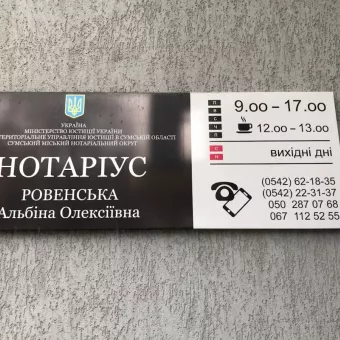 УКРАЇНА
МІНІСТЕРСТВО ЮСТИЦІЇ УКРАЇНИ
ТЕРИТОРІАЛЬНЕ УПРАВЛІННЯ ЮСТИЦІЇ В СУМСЬКІЙ ОБЛАСТІ
СУМСЬКИЙ МІСЬКИЙ НОТАРІАЛЬНИЙ ОКРУГ
НОТАРІУС
РОВЕНСЬКА
Альбіна Олексіївна
П
В
С
Ч
П
9.00 – 17.00
12.00 – 13.00
С
Н
вихідні дні
(0542) 62-18-35
(0542) 22-31-37
050 287 07 68
067 112 52 55